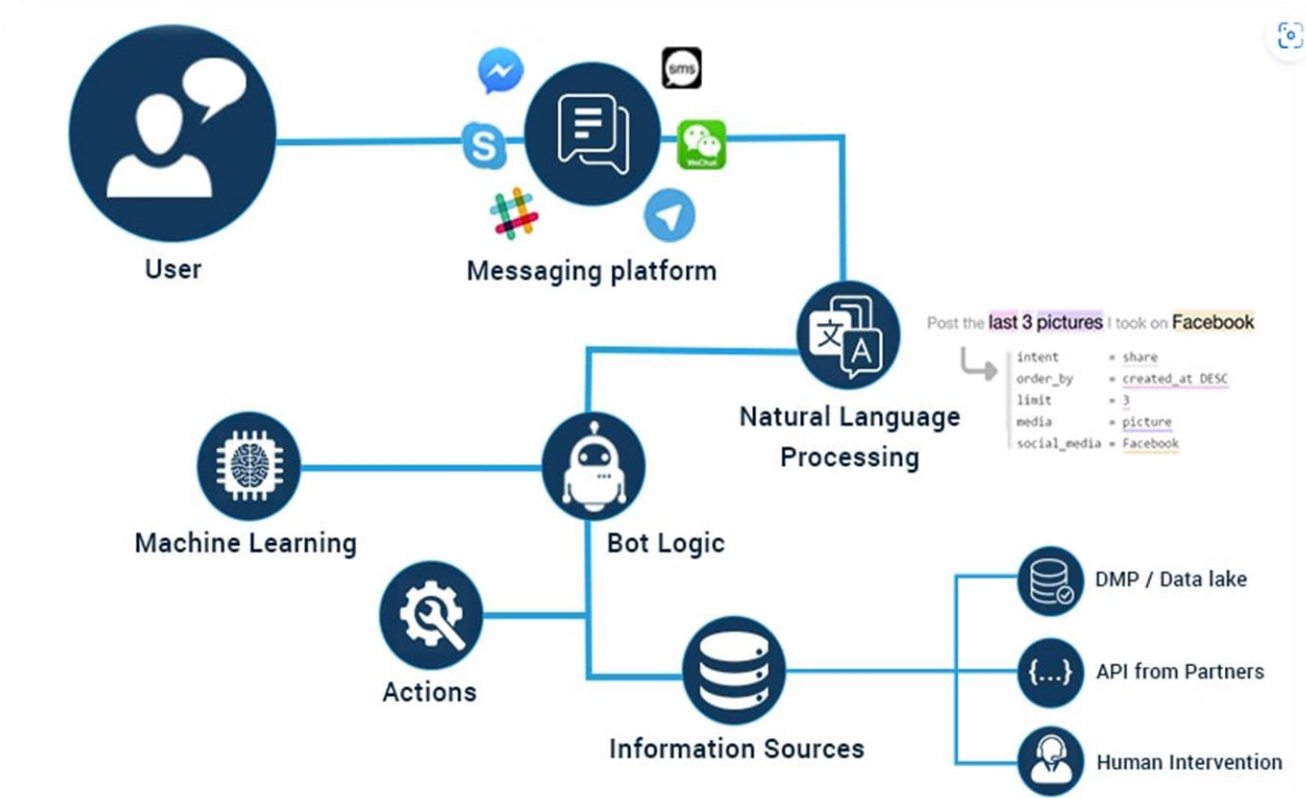 sms
S
WeChat
User
Messaging platform
文
A
Post the last 3 pictures I took on Facebook
intent = share
order_by = created_at DESC
limit = 3
media = picture
social_media = Facebook
Natural Language
Processing
Machine Learning
Bot Logic
Actions
Information Sources
DMP / Data lake
{...}
API from Partners
Human Intervention